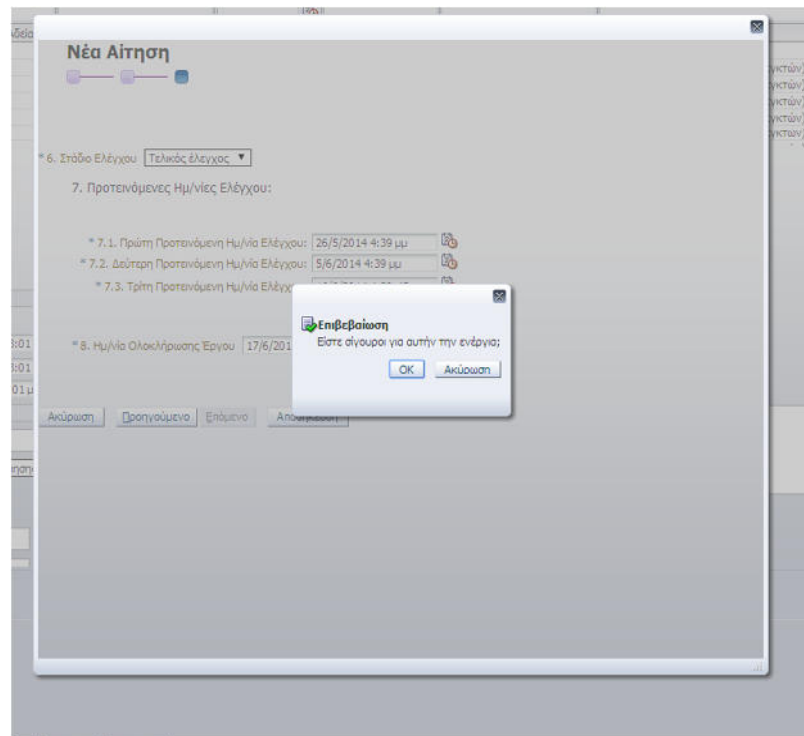 Νέα Αίτηση
* 6. Στάδιο Ελέγχου Τελικός έλεγχος
7. Προτεινόμενες Ημ/νίες Ελέγχου:
* 7.1. Πρώτη Προτεινόμενη Ημ/νία Ελέγχου: 26/5/2014 4:39 μμ
* 7.2. Δεύτερη Προτεινόμενη Ημ/νία Ελέγχου: 5/6/2014 4:39 μμ
* 7.3. Τρίτη Προτεινόμενη Ημ/νία Ελέγχ
Επιβεβαίωση
Είστε σίγουροι για αυτήν την ενέργια;
OK Ακύρωση
* 8. Ημ/νία Ολοκλήρωσης Έργου 17/6/201
Ακύρωση Προηγούμενο Επόμενο